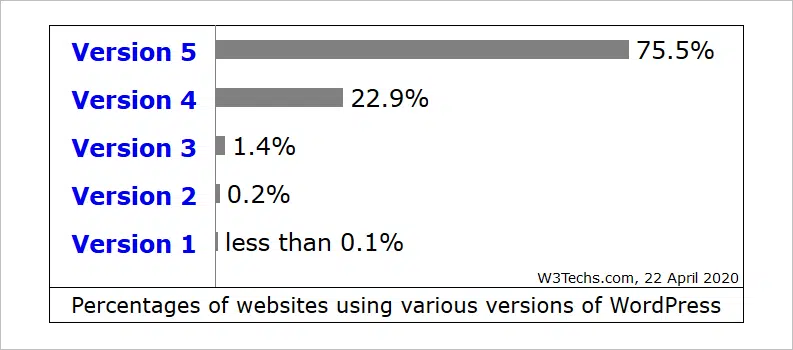 Version 5 75.5%
Version 4 22.9%
Version 3 1.4%
Version 2 0.2%
Version 1 less than 0.1%
W3Techs.com, 22 April 2020
Percentages of websites using various versions of WordPress